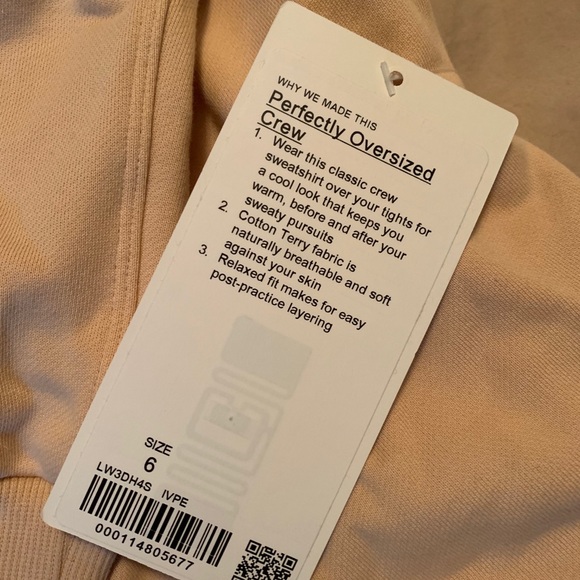 WHY WE MADE THIS
Perfectly Oversized
Crew
1. Wear this classic crew
sweatshirt over your tights for
a cool look that keeps you
warm, before and after your
sweaty pursuits
2. Cotton Terry fabric is
naturally breathable and soft
against your skin
3. Relaxed fit makes for easy
post-practice layering
SIZE
6
LW3DH4S IVPE
000114805677